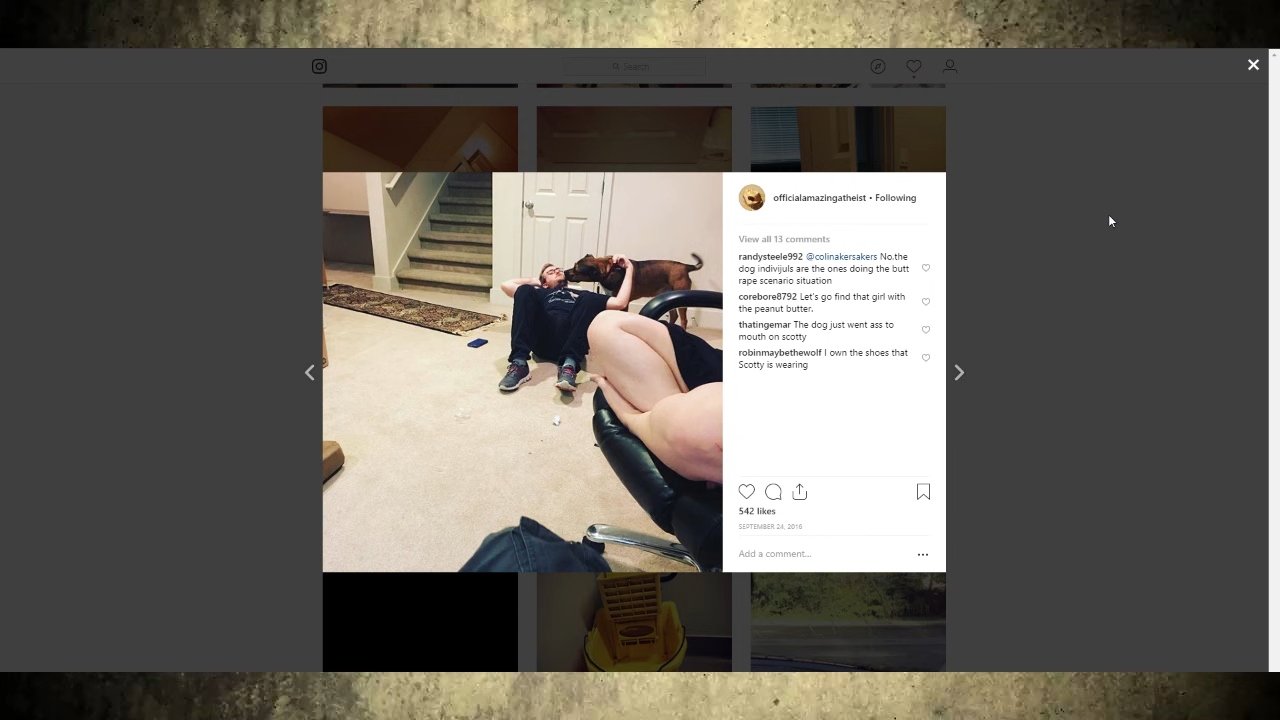 Search
officialamazingatheist • Following
View all 13 comments
randysteele992 @colinakersakers No.the
dog indivijuls are the ones doing the butt
rape scenario situation
corebore8792 Let's go find that girl with
the peanut butter.
thatingemar The dog just went ass to
mouth on scotty
robinmaybethewolf I own the shoes that
Scotty is wearing
542 likes
SEPTEMBER 24, 2016
Add a comment...